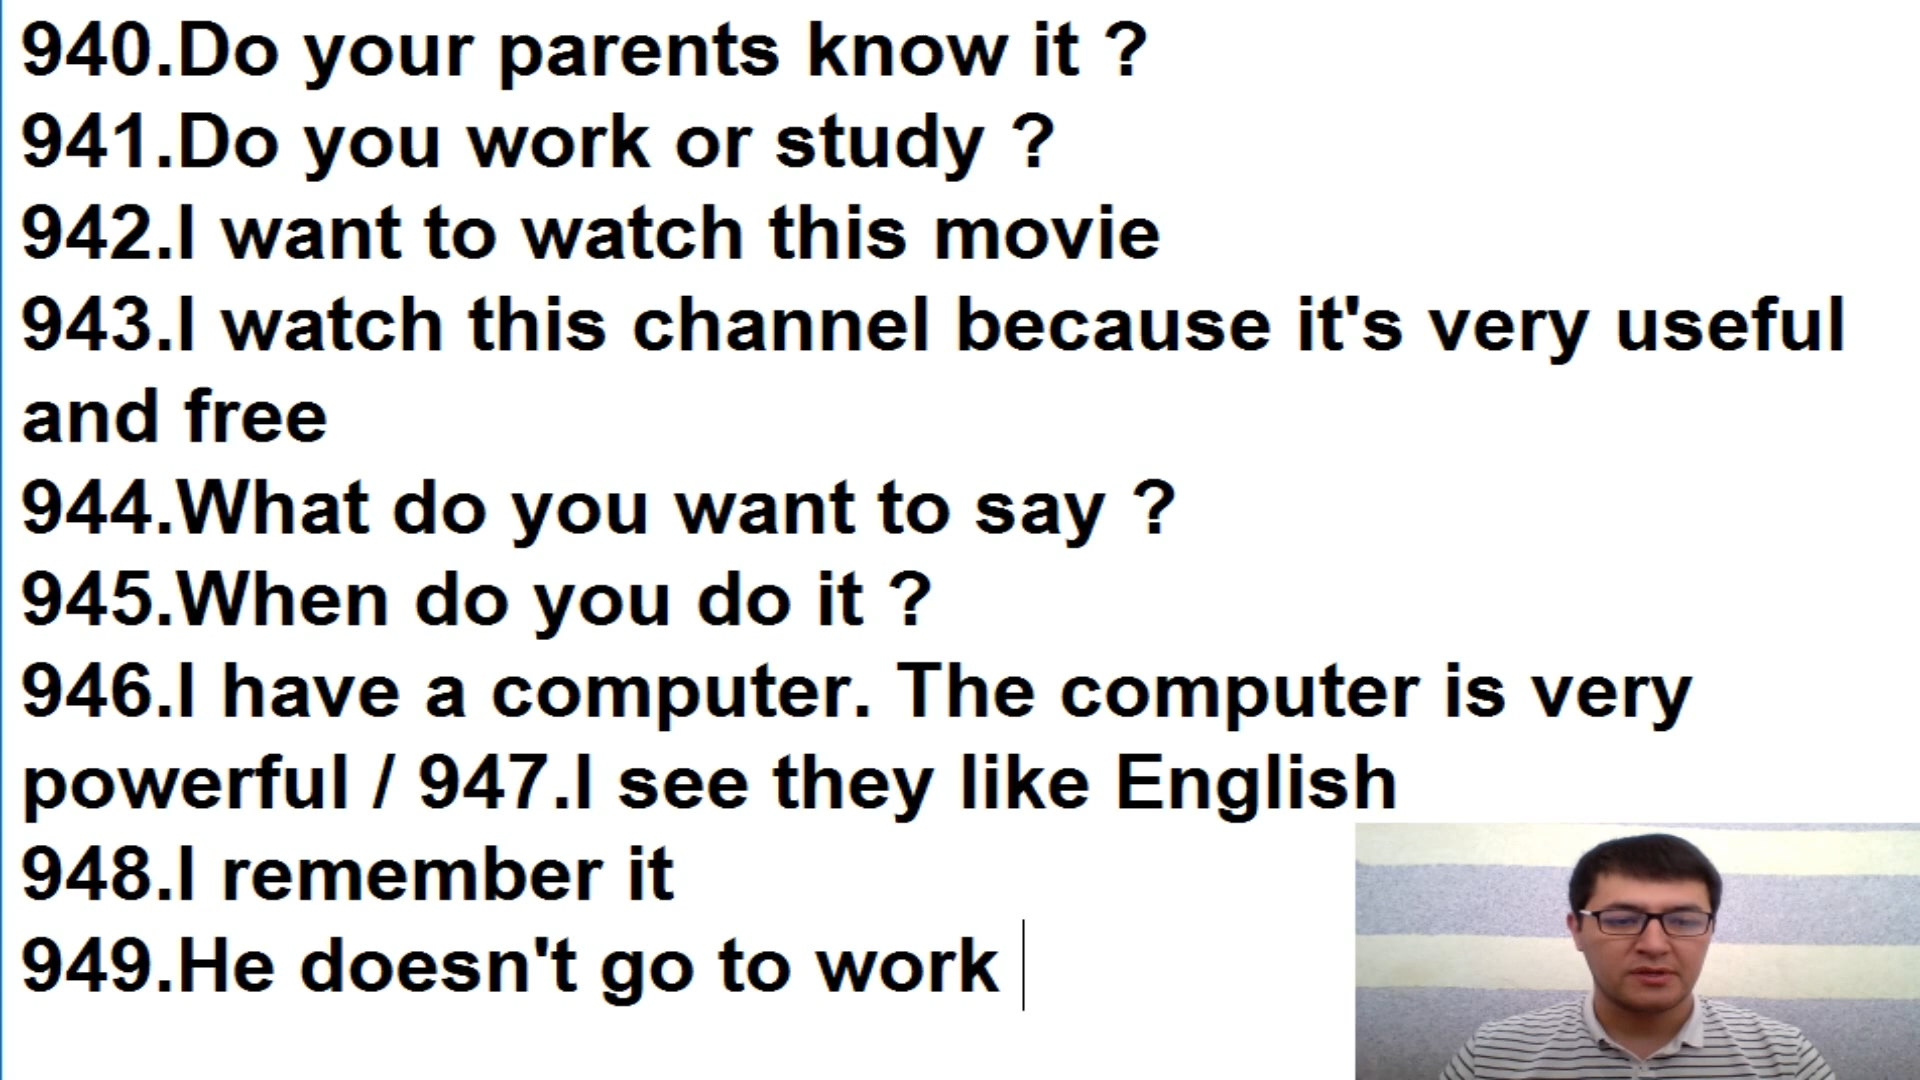 940.Do your parents know it ?
941.Do you work or study ?
942.I want to watch this movie
943.I watch this channel because it's very useful
and free
944.What do you want to say ?
945.When do you do it ?
946.I have a computer. The computer is very
powerful / 947.I see they like English
948.I remember it
949.He doesn't go to work